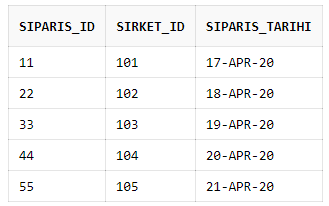 SIPARIS_ID SIRKET_ID SIPARIS_TARIHI
11 101 17-APR-20
22 102 18-APR-20
33 103 19-APR-20
44 104 20-APR-20
55 105 21-APR-20